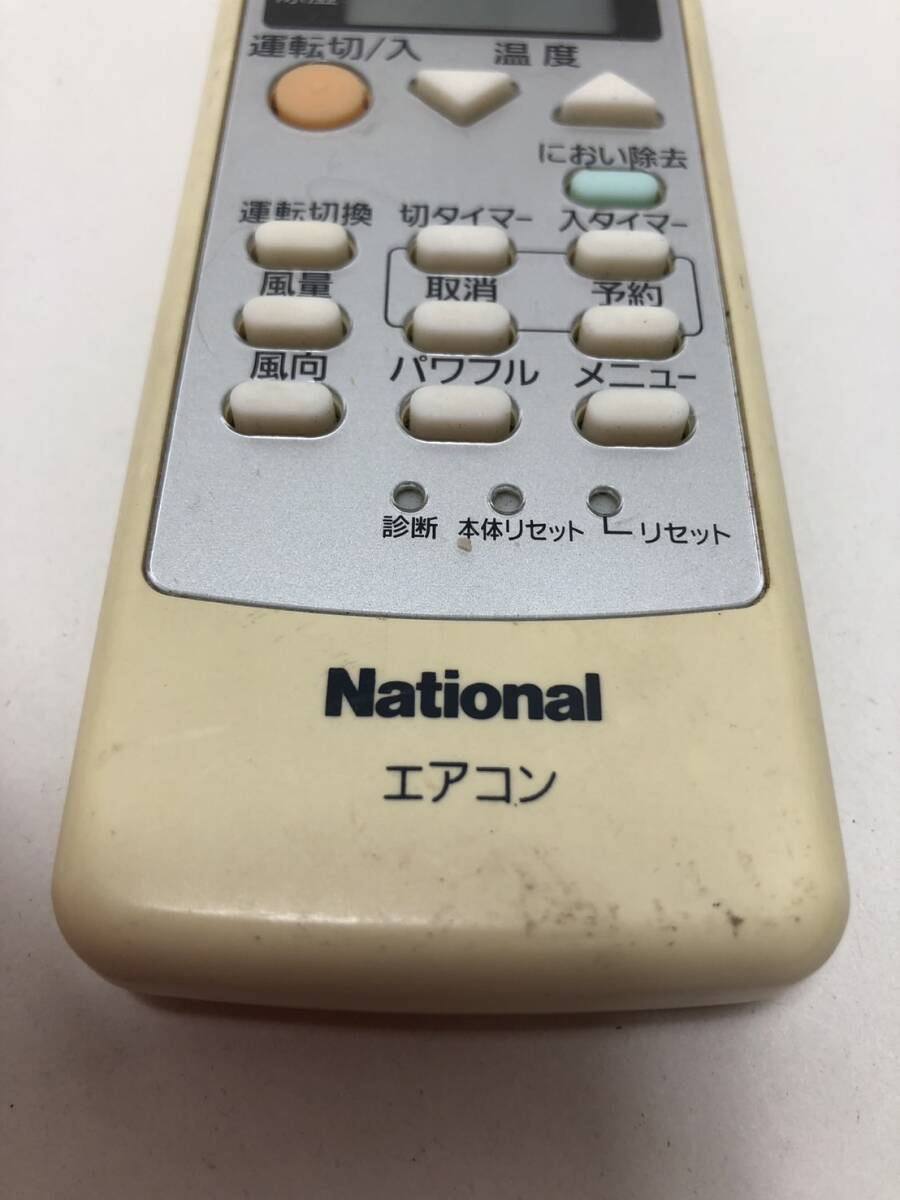 運転切/入 温度
におい除去
運転切換 切タイマー 入タイマー
風量 取消 予約
風向 パワフル メニュー
診断 本体リセット リセット
National
エアコン